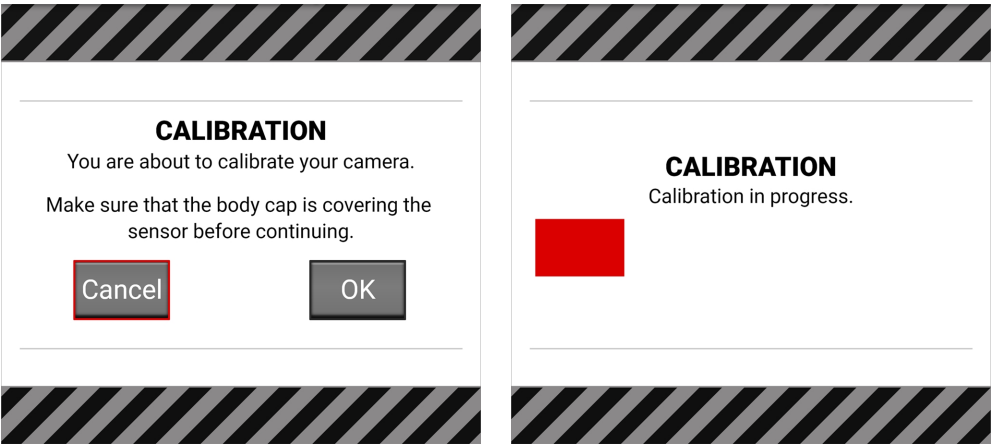 CALIBRATION
You are about to calibrate your camera.
Make sure that the body cap is covering the
sensor before continuing.
Cancel
OK
CALIBRATION
Calibration in progress.